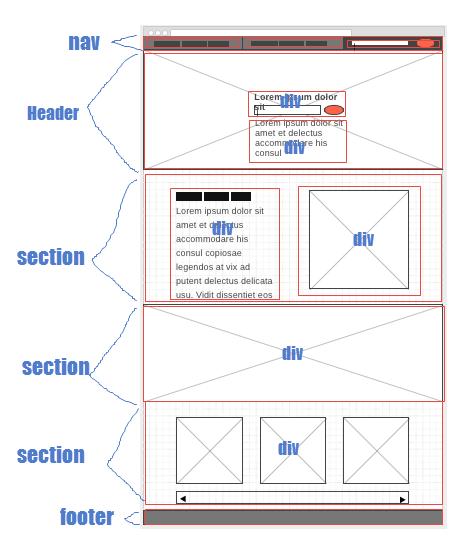 nav
Header
Lorem ipsum dolor
sit
div
Lorem ipsum dolor sit
amet et delectus
accommodare his
consul
div
section
Lorem ipsum dolor sit
amet et delectus
accommodare his
consul copiosae
legendos at vix ad
putent delectus delicata
usu. Vidit dissentiet eos
div
div
section
div
section
div
footer